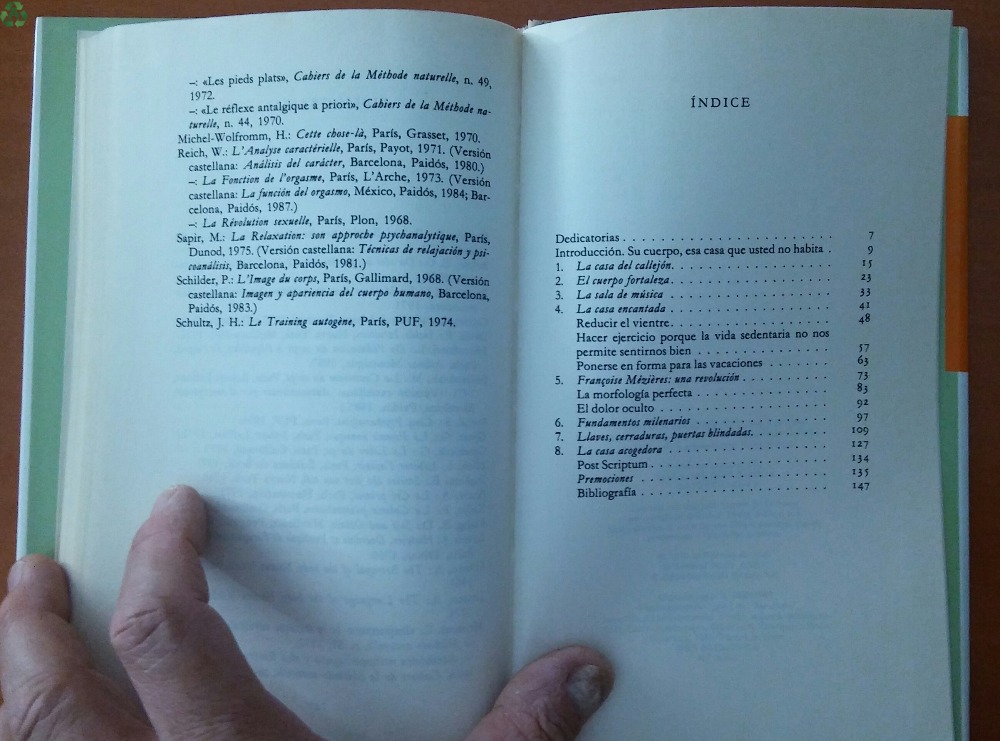 –: «Les pieds plats», Cahiers de la Méthode naturelle, n. 49,
1972.
–: «Le réflexe antalgique a priori», Cahiers de la Méthode na-
turelle, n. 44, 1970.
Michel-Wolfromm, H.: Cette chose-là, París, Grasset, 1970.
Reich, W.: L'Analyse caractérielle, París, Payot, 1971. (Versión
castellana: Análisis del carácter, Barcelona, Paidós, 1980.)
–: La Fonction de l'orgasme, París, L'Arche, 1973. (Versión
castellana: La función del orgasmo, México, Paidós, 1984; Bar-
celona, Paidós, 1987.)
–: La Révolution sexuelle, París, Plon, 1968.
Sapir, M.: La Relaxation: son approche psychanalytique, París,
Dunod, 1975. (Versión castellana: Técnicas de relajación y psi-
coanálisis, Barcelona, Paidós, 1981.)
Schilder, P.: L'Image du corps, París, Gallimard, 1968. (Versión
castellana: Imagen y apariencia del cuerpo humano, Barcelona,
Paidós, 1983.)
Schultz, J. H.: Le Training autogène, París, PUF, 1974.
ÍNDICE
Dedicatorias . . . . . . . . . . . . . . . . . . . . 7
Introducción. Su cuerpo, esa casa que usted no habita . 9
1. La casa del callejón. . . . . . . . . . . . . . . 15
2. El cuerpo fortaleza. . . . . . . . . . . . . . . 23
3. La sala de música . . . . . . . . . . . . . . . 33
4. La casa encantada . . . . . . . . . . . . . . . 41
Reducir el vientre. . . . . . . . . . . . . . . 48
Hacer ejercicio porque la vida sedentaria no nos
permite sentirnos bien . . . . . . . . . . . . . 57
Ponerse en forma para las vacaciones . . . . . . . 63
5. Françoise Mézières: una revolución . . . . . . . . . 73
La morfología perfecta . . . . . . . . . . . . . 83
El dolor oculto . . . . . . . . . . . . . . . . 92
6. Fundamentos milenarios . . . . . . . . . . . . . 97
7. Llaves, cerraduras, puertas blindadas. . . . . . . . 109
8. La casa acogedora . . . . . . . . . . . . . . . 127
Post Scriptum . . . . . . . . . . . . . . . . . 134
Premociones . . . . . . . . . . . . . . . . . . 135
Bibliografía . . . . . . . . . . . . . . . . . . 147